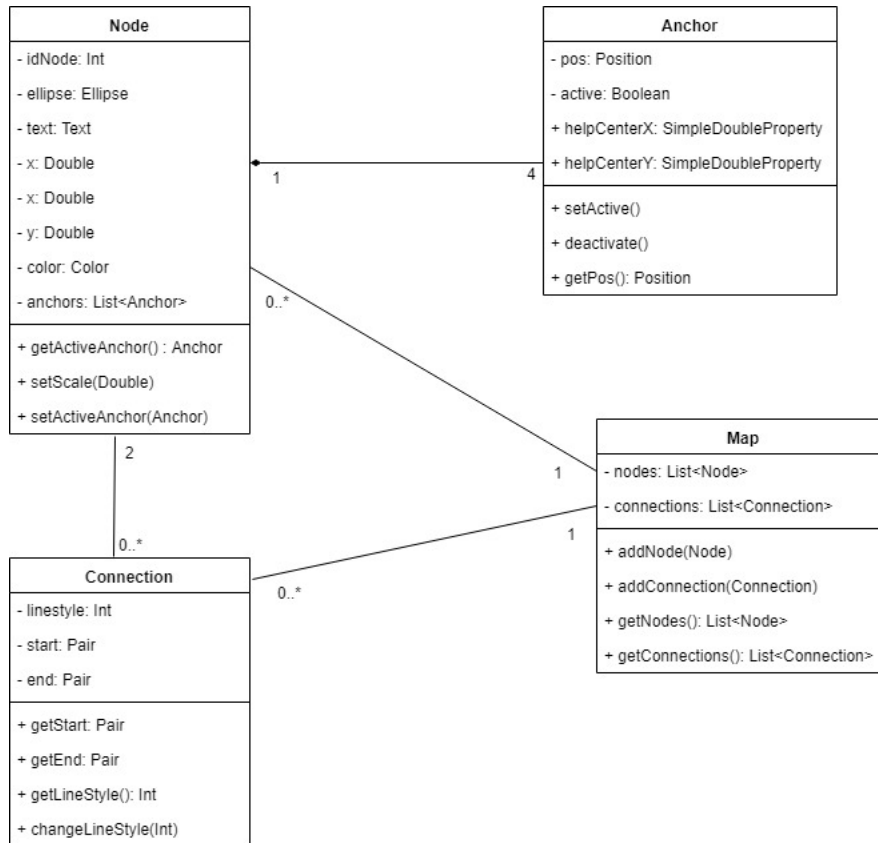 Node
- idNode: Int
- ellipse: Ellipse
- text: Text
- x: Double
- x: Double
- y: Double
- color: Color
- anchors: List<Anchor>
+ getActiveAnchor() : Anchor
+ setScale(Double)
+ setActiveAnchor(Anchor)
1
4
Anchor
- pos: Position
- active: Boolean
+ helpCenterX: SimpleDoubleProperty
+ helpCenterY: SimpleDoubleProperty
+ setActive()
+ deactivate()
+ getPos(): Position
0..*
1
2
0..*
Map
- nodes: List<Node>
- connections: List<Connection>
+ addNode(Node)
+ addConnection(Connection)
+ getNodes(): List<Node>
+ getConnections(): List<Connection>
1
0..*
Connection
- linestyle: Int
- start: Pair
- end: Pair
+ getStart: Pair
+ getEnd: Pair
+ getLineStyle(): Int
+ changeLineStyle(Int)